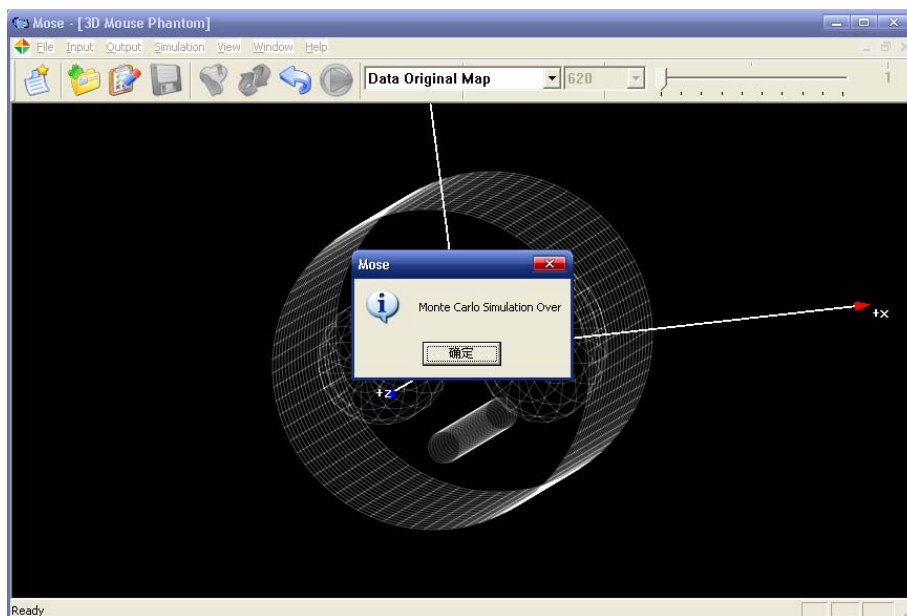 Mose - [3D Mouse Phantom]
File Input Output Simulation View Window Help
Data Original Map 620 1
Mose
Monte Carlo Simulation Over
确定
+x
+z
Ready